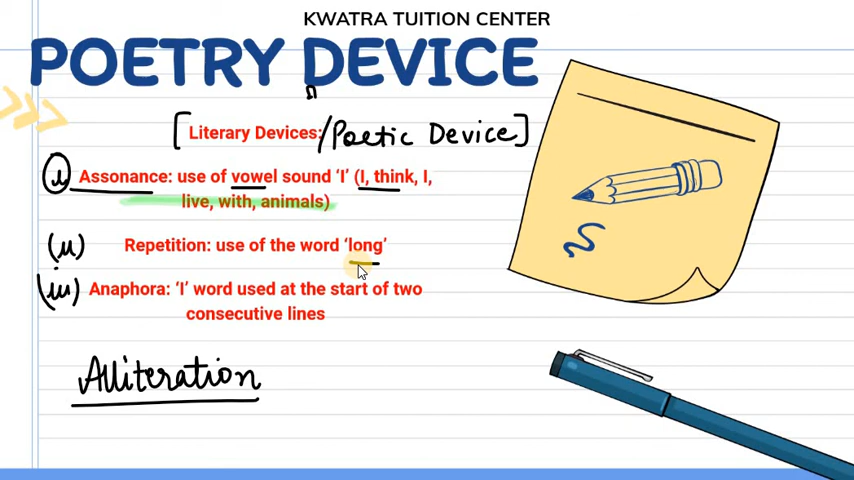 KWATRA TUITION CENTER
POETRY DEVICE
[Literary Devices:/Poetic Device]
(i) Assonance: use of vowel sound ‘I’ (I, think, I,
live, with, animals)
(ii) Repetition: use of the word ‘long’
(iii) Anaphora: ‘I’ word used at the start of two
consecutive lines
Alliteration